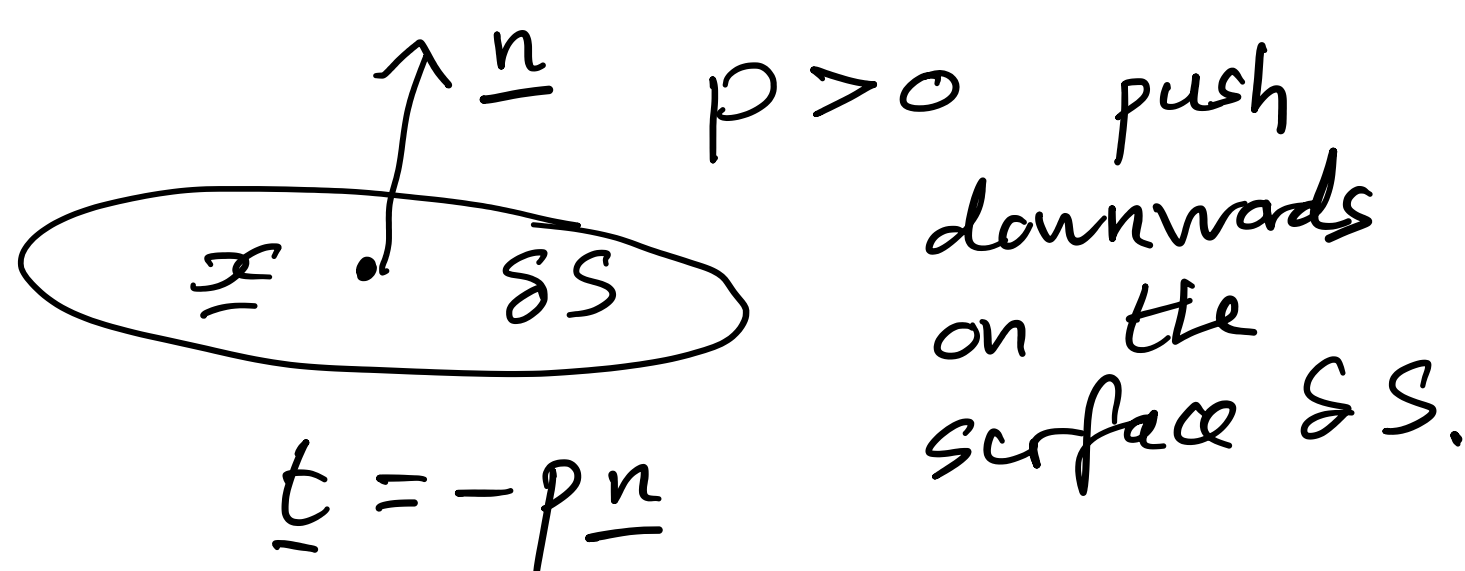 n
p > 0 push
downwards
on the
surface δS.
x δS
t = -p n